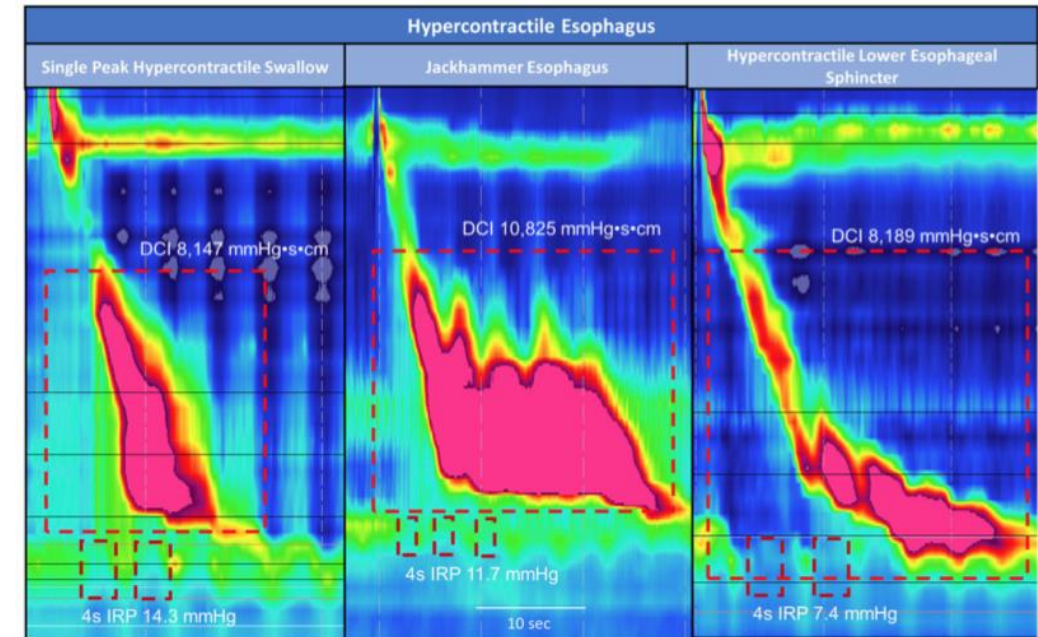 Hypercontractile Esophagus
Single Peak Hypercontractile Swallow
Jackhammer Esophagus
Hypercontractile Lower Esophageal
Sphincter
DCI 8,147 mmHg•s•cm
DCI 10,825 mmHg•s•cm
DCI 8,189 mmHg•s•cm
4s IRP 14.3 mmHg
4s IRP 11.7 mmHg
10 sec
4s IRP 7.4 mmHg